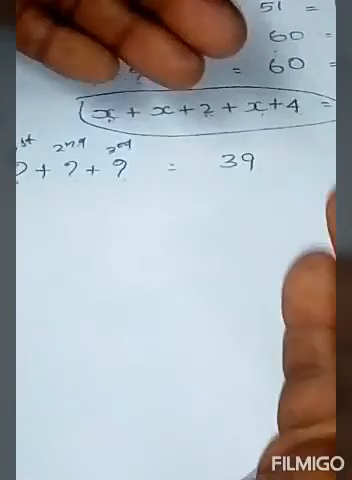 51 =
60 =
= 60 =
x + x + 2 + x + 4 =
1st 2nd 3rd
? + ? + ? = 39
FILMIGO